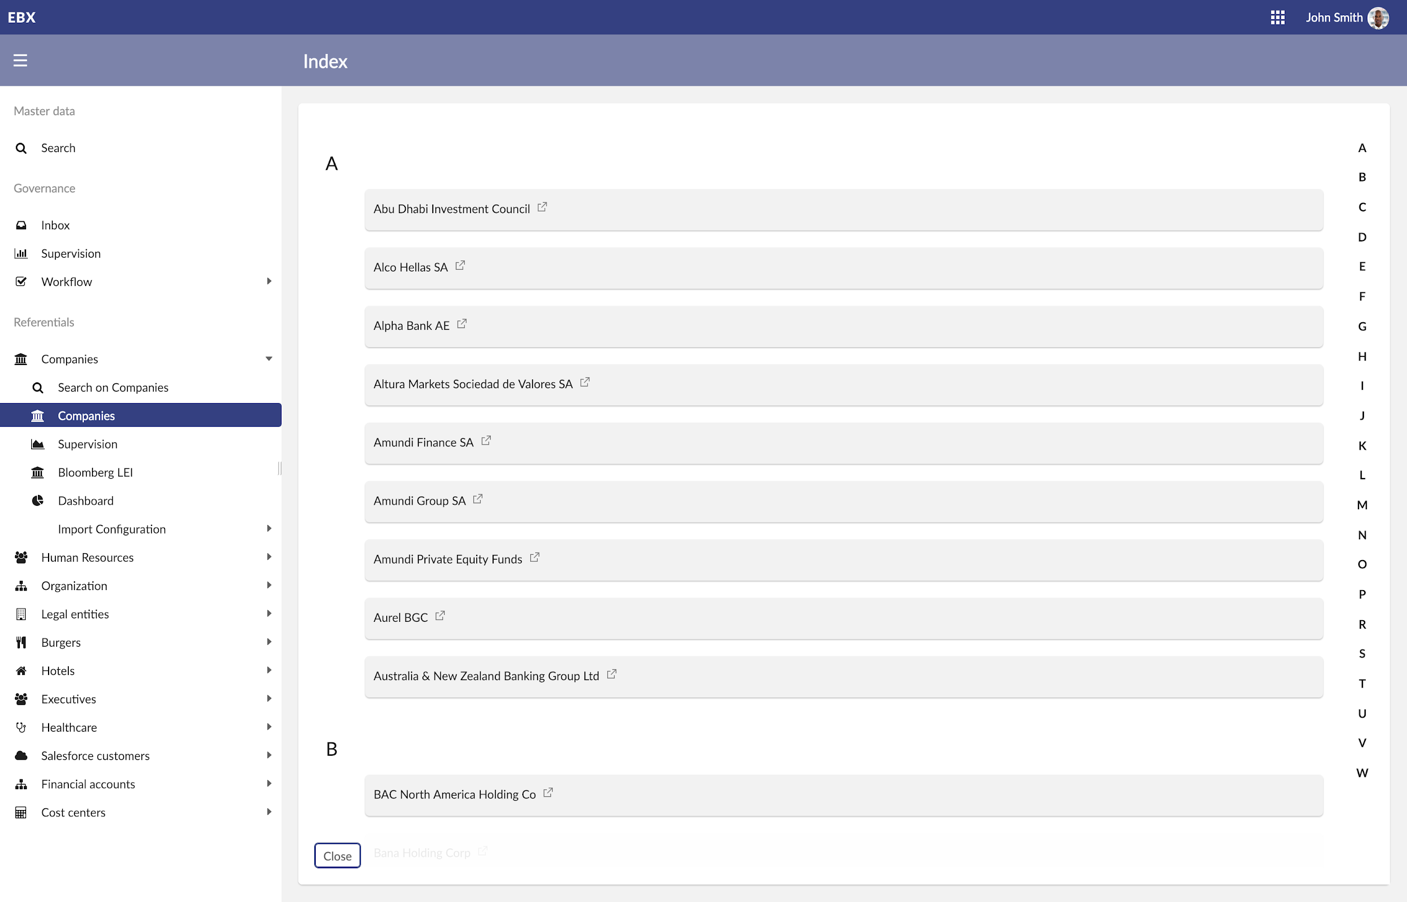 EBX
John Smith
Index
Master data
Search
Governance
Inbox
Supervision
Workflow
Referentials
Companies
Search on Companies
Companies
Supervision
Bloomberg LEI
Dashboard
Import Configuration
Human Resources
Organization
Legal entities
Burgers
Hotels
Executives
Healthcare
Salesforce customers
Financial accounts
Cost centers
A
Abu Dhabi Investment Council
Alco Hellas SA
Alpha Bank AE
Altura Markets Sociedad de Valores SA
Amundi Finance SA
Amundi Group SA
Amundi Private Equity Funds
Aurel BGC
Australia & New Zealand Banking Group Ltd
B
BAC North America Holding Co
Bana Holding Corp
Close
A
B
C
D
E
F
G
H
I
J
K
L
M
N
O
P
R
S
T
U
V
W